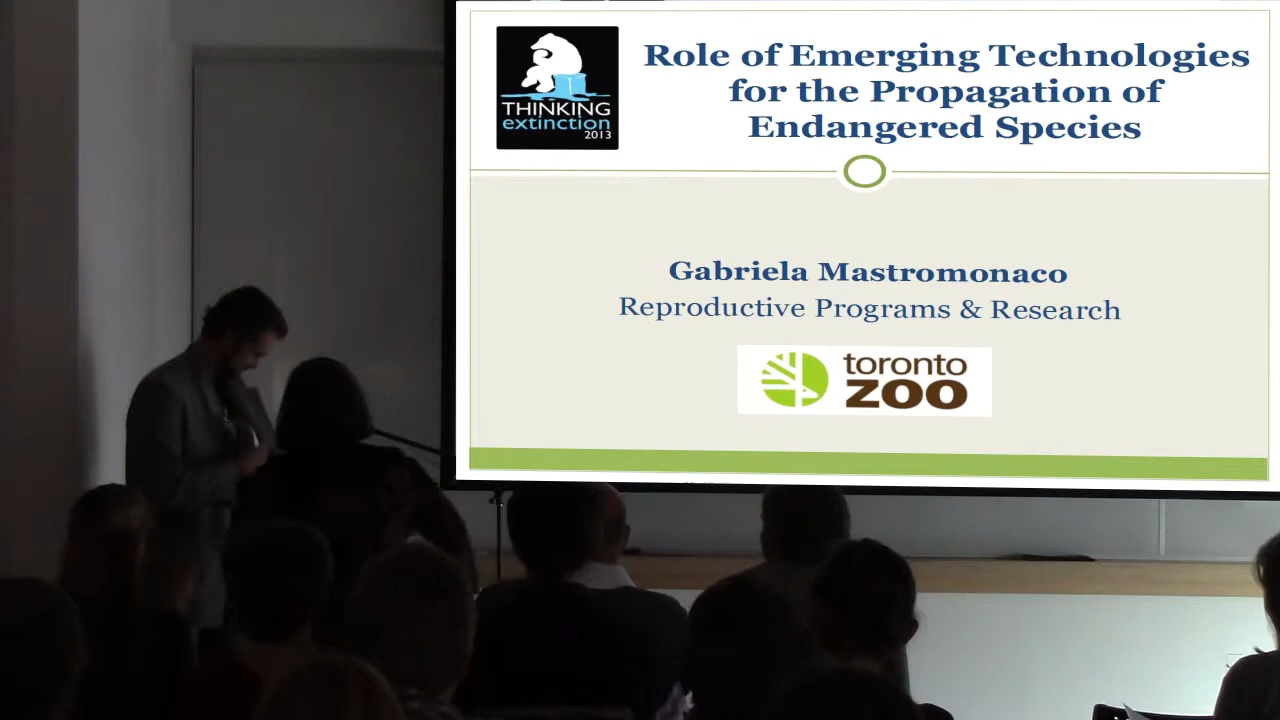 THINKING
extinction
2013
Role of Emerging Technologies
for the Propagation of
Endangered Species
Gabriela Mastromonaco
Reproductive Programs & Research
toronto
ZOO